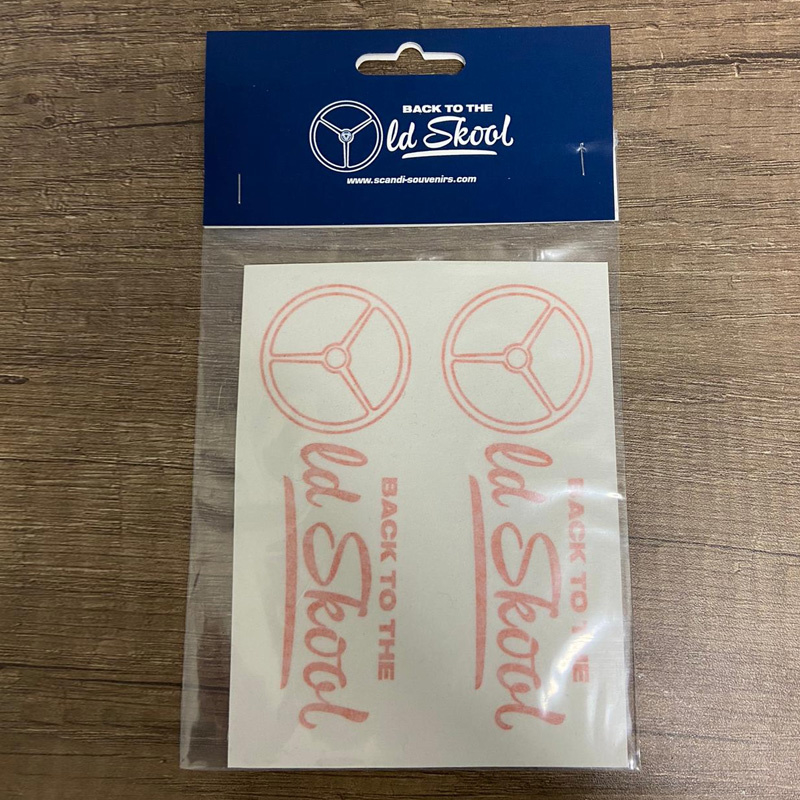 BACK TO THE
ld Skool
www.scandi-souvenirs.com
BACK TO THE
ld Skool
BACK TO THE
ld Skool